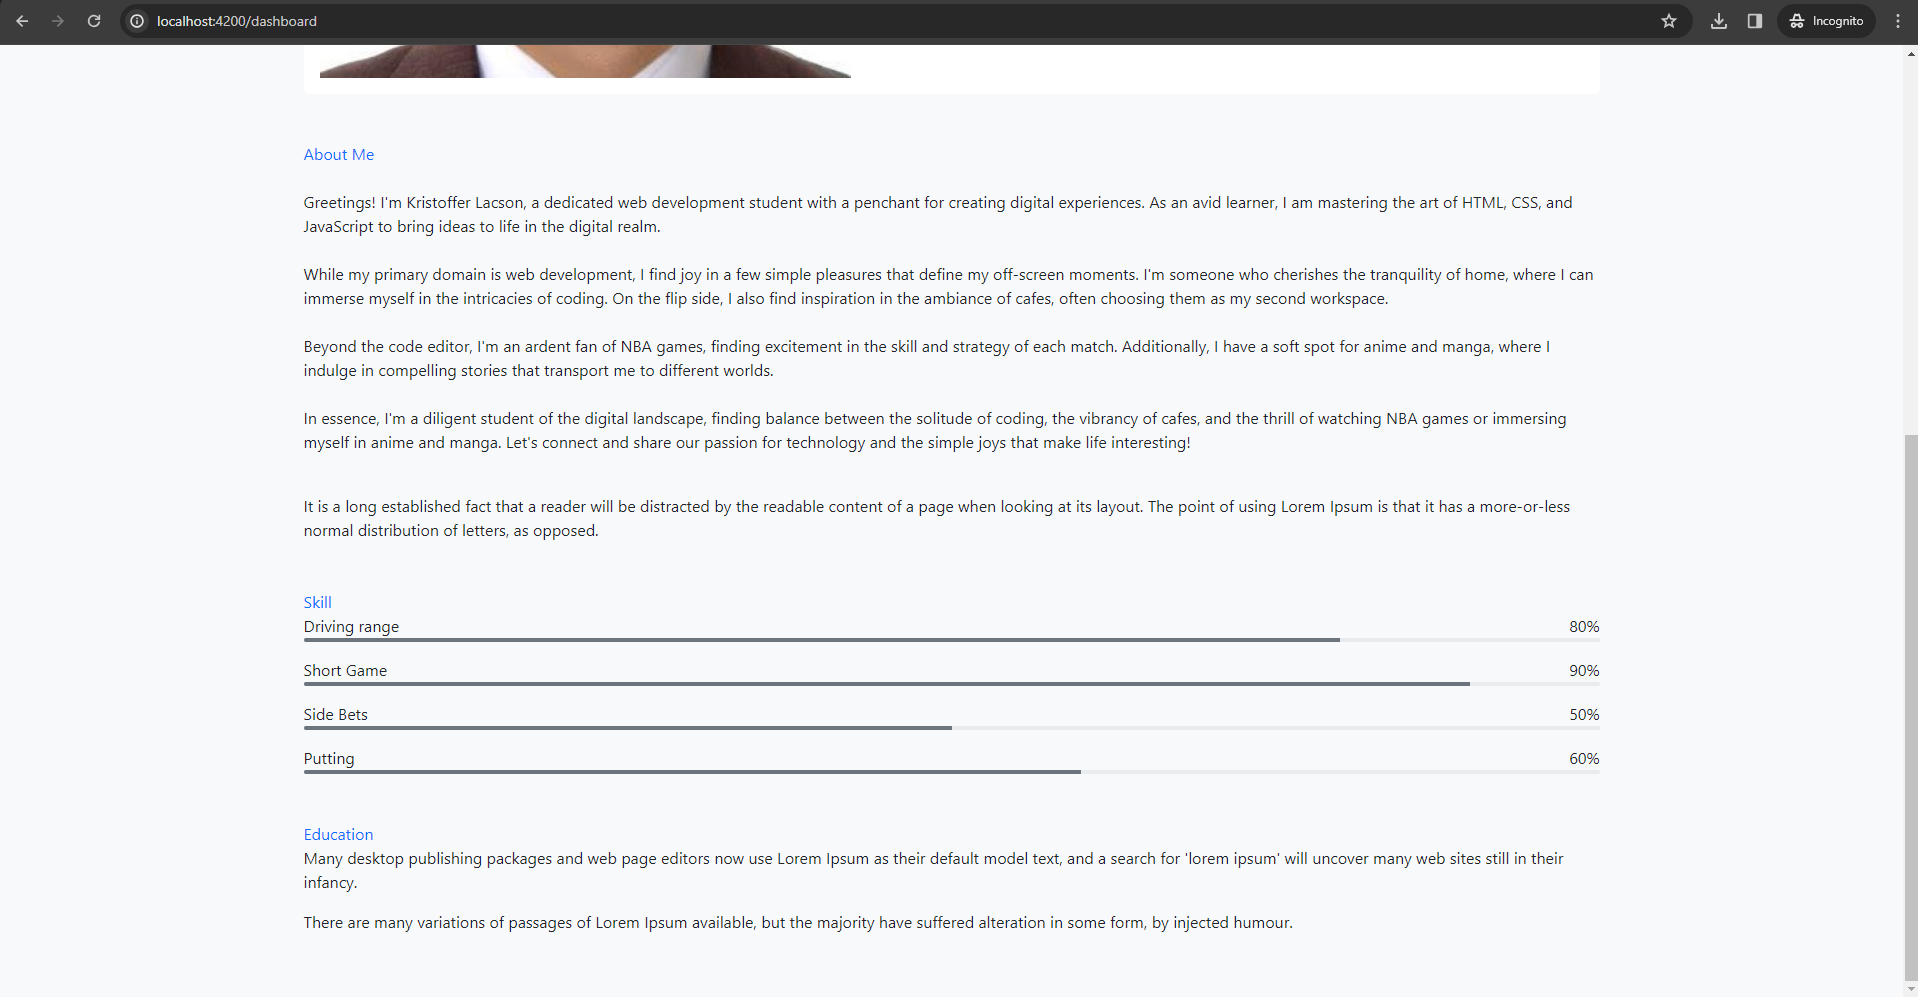 localhost:4200/dashboard
Incognito
About Me
Greetings! I'm Kristoffer Lacson, a dedicated web development student with a penchant for creating digital experiences. As an avid learner, I am mastering the art of HTML, CSS, and
JavaScript to bring ideas to life in the digital realm.
While my primary domain is web development, I find joy in a few simple pleasures that define my off-screen moments. I'm someone who cherishes the tranquility of home, where I can
immerse myself in the intricacies of coding. On the flip side, I also find inspiration in the ambiance of cafes, often choosing them as my second workspace.
Beyond the code editor, I'm an ardent fan of NBA games, finding excitement in the skill and strategy of each match. Additionally, I have a soft spot for anime and manga, where I
indulge in compelling stories that transport me to different worlds.
In essence, I'm a diligent student of the digital landscape, finding balance between the solitude of coding, the vibrancy of cafes, and the thrill of watching NBA games or immersing
myself in anime and manga. Let's connect and share our passion for technology and the simple joys that make life interesting!
It is a long established fact that a reader will be distracted by the readable content of a page when looking at its layout. The point of using Lorem Ipsum is that it has a more-or-less
normal distribution of letters, as opposed.
Skill
Driving range 80%
Short Game 90%
Side Bets 50%
Putting 60%
Education
Many desktop publishing packages and web page editors now use Lorem Ipsum as their default model text, and a search for 'lorem ipsum' will uncover many web sites still in their
infancy.
There are many variations of passages of Lorem Ipsum available, but the majority have suffered alteration in some form, by injected humour.